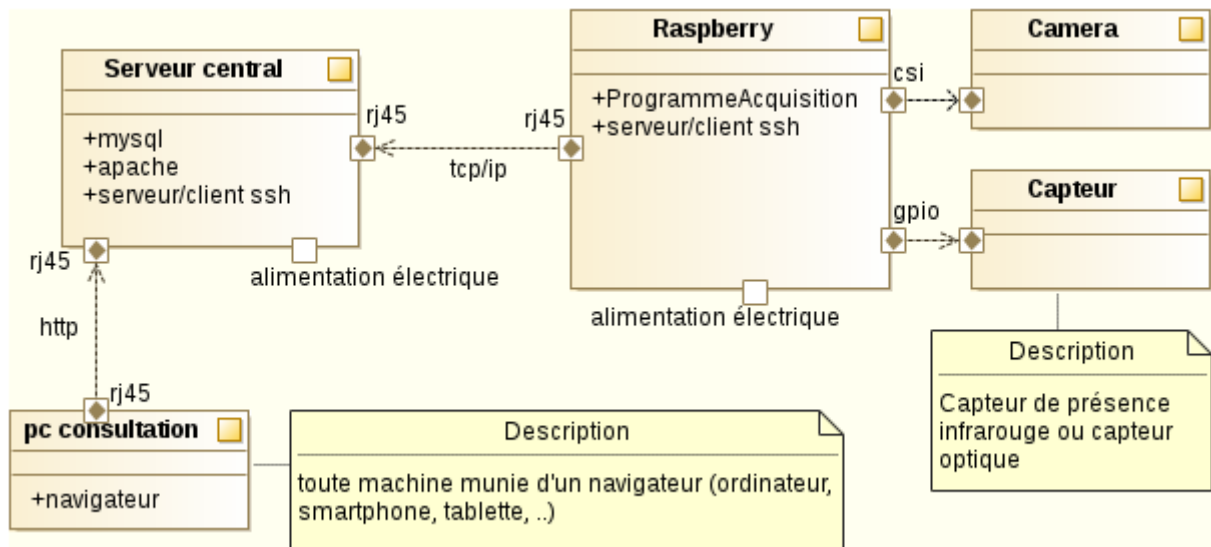 Serveur central
+mysql
+apache
+serveur/client ssh
rj45
rj45
tcp/ip
Raspberry
+ProgrammeAcquisition
+serveur/client ssh
csi
Camera
gpio
Capteur
rj45
alimentation électrique
alimentation électrique
http
rj45
pc consultation
+navigateur
Description
toute machine munie d'un navigateur (ordinateur,
smartphone, tablette, ..)
Description
Capteur de présence
infrarouge ou capteur
optique